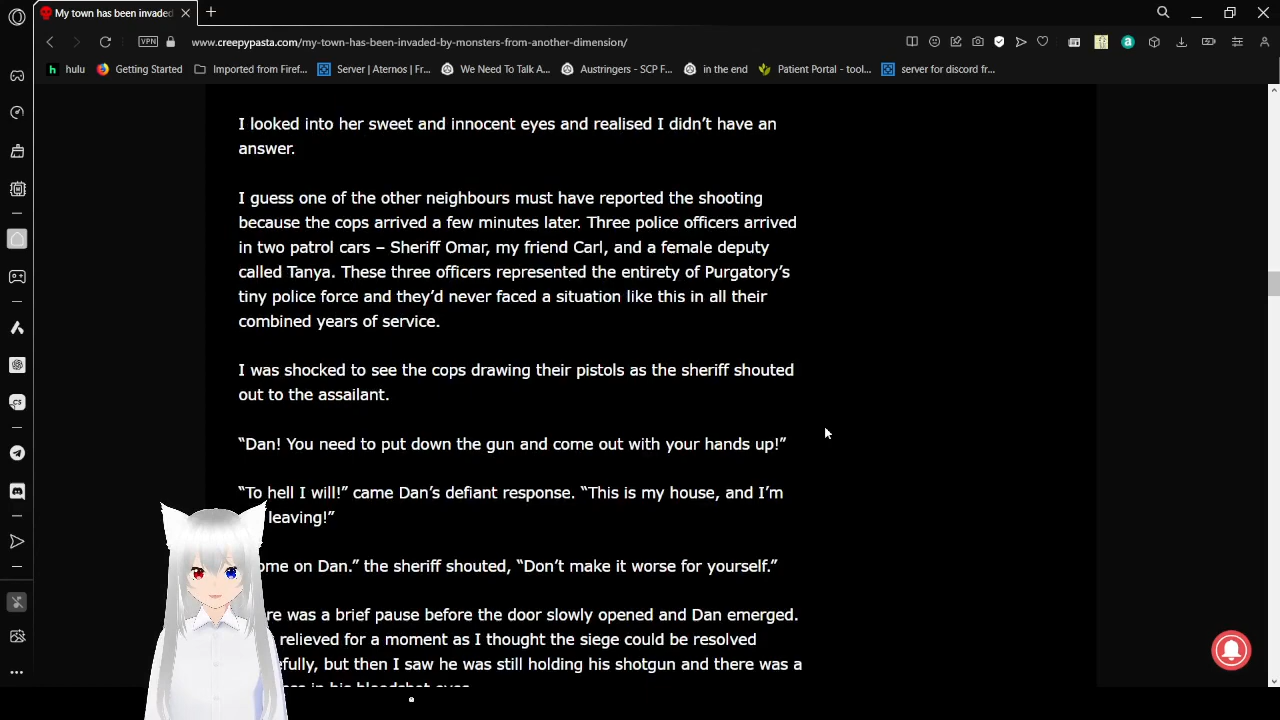 My town has been invaded
VPN
www.creepypasta.com/my-town-has-been-invaded-by-monsters-from-another-dimension/
hulu
Getting Started
Imported from Firef...
Server | Aternos | Fr...
We Need To Talk A...
Austringers - SCP F...
in the end
Patient Portal - tool...
server for discord fr...
I looked into her sweet and innocent eyes and realised I didn’t have an
answer.
I guess one of the other neighbours must have reported the shooting
because the cops arrived a few minutes later. Three police officers arrived
in two patrol cars – Sheriff Omar, my friend Carl, and a female deputy
called Tanya. These three officers represented the entirety of Purgatory’s
tiny police force and they’d never faced a situation like this in all their
combined years of service.
I was shocked to see the cops drawing their pistols as the sheriff shouted
out to the assailant.
“Dan! You need to put down the gun and come out with your hands up!”
“To hell I will!” came Dan’s defiant response. “This is my house, and I’m
leaving!”
ome on Dan.” the sheriff shouted, “Don’t make it worse for yourself.”
re was a brief pause before the door slowly opened and Dan emerged.
relieved for a moment as I thought the siege could be resolved
efully, but then I saw he was still holding his shotgun and there was a
in his bloodshot eyes